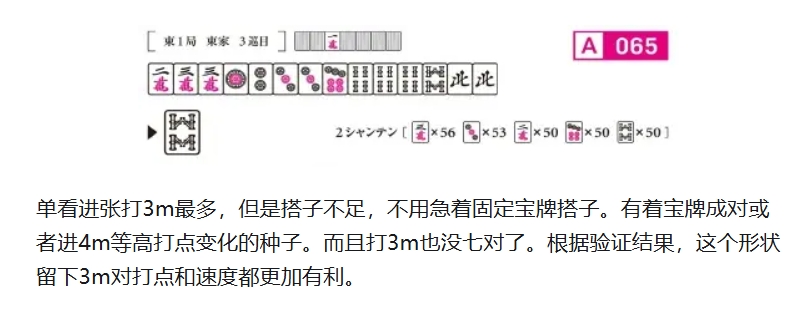 [ 東1局 東家 3巡目 ]
A 065
2シャンテン [ ×56 ×53 ×50 ×50 ×50 ]
单看进张打3m最多，但是搭子不足，不用急着固定宝牌搭子。有着宝牌成对或
者进4m等高打点变化的种子。而且打3m也没七对了。根据验证结果，这个形状
留下3m对打点和速度都更加有利。